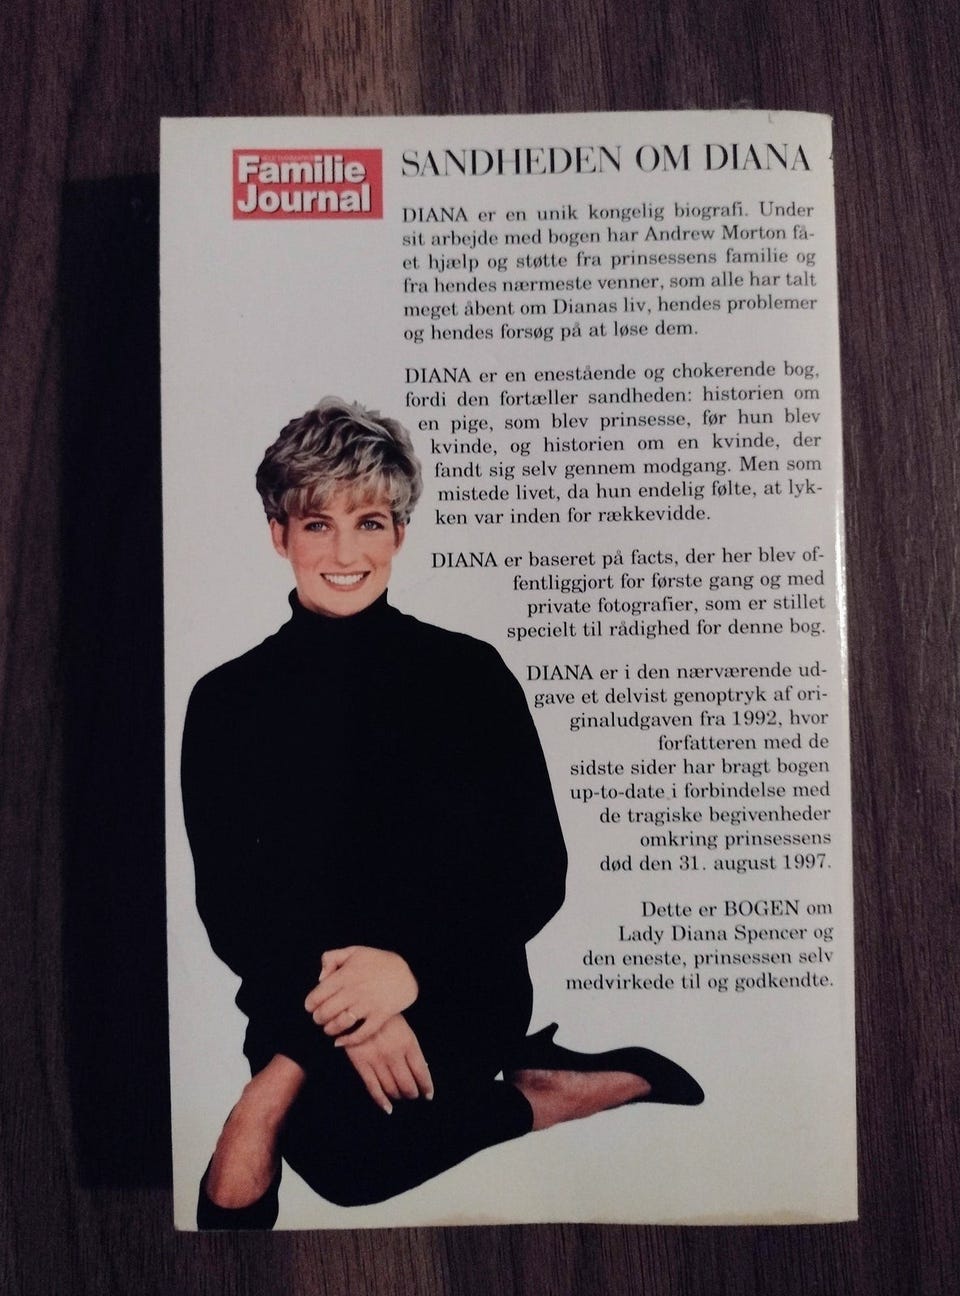 Familie
Journal
SANDHEDEN OM DIANA
DIANA er en unik kongelig biografi. Under
sit arbejde med bogen har Andrew Morton få-
et hjælp og støtte fra prinsessens familie og
fra hendes nærmeste venner, som alle har talt
meget åbent om Dianas liv, hendes problemer
og hendes forsøg på at løse dem.
DIANA er en enestående og chokerende bog,
fordi den fortæller sandheden: historien om
en pige, som blev prinsesse, før hun blev
kvinde, og historien om en kvinde, der
fandt sig selv gennem modgang. Men som
mistede livet, da hun endelig følte, at lyk-
ken var inden for rækkevidde.
DIANA er baseret på facts, der her blev of-
fentliggjort for første gang og med
private fotografier, som er stillet
specielt til rådighed for denne bog.
DIANA er i den nærværende ud-
gave et delvist genoptryk af ori-
ginaludgaven fra 1992, hvor
forfatteren med de
sidste sider har bragt bogen
up-to-date i forbindelse med
de tragiske begivenheder
omkring prinsessens
død den 31. august 1997.
Dette er BOGEN om
Lady Diana Spencer og
den eneste, prinsessen selv
medvirkede til og godkendte.